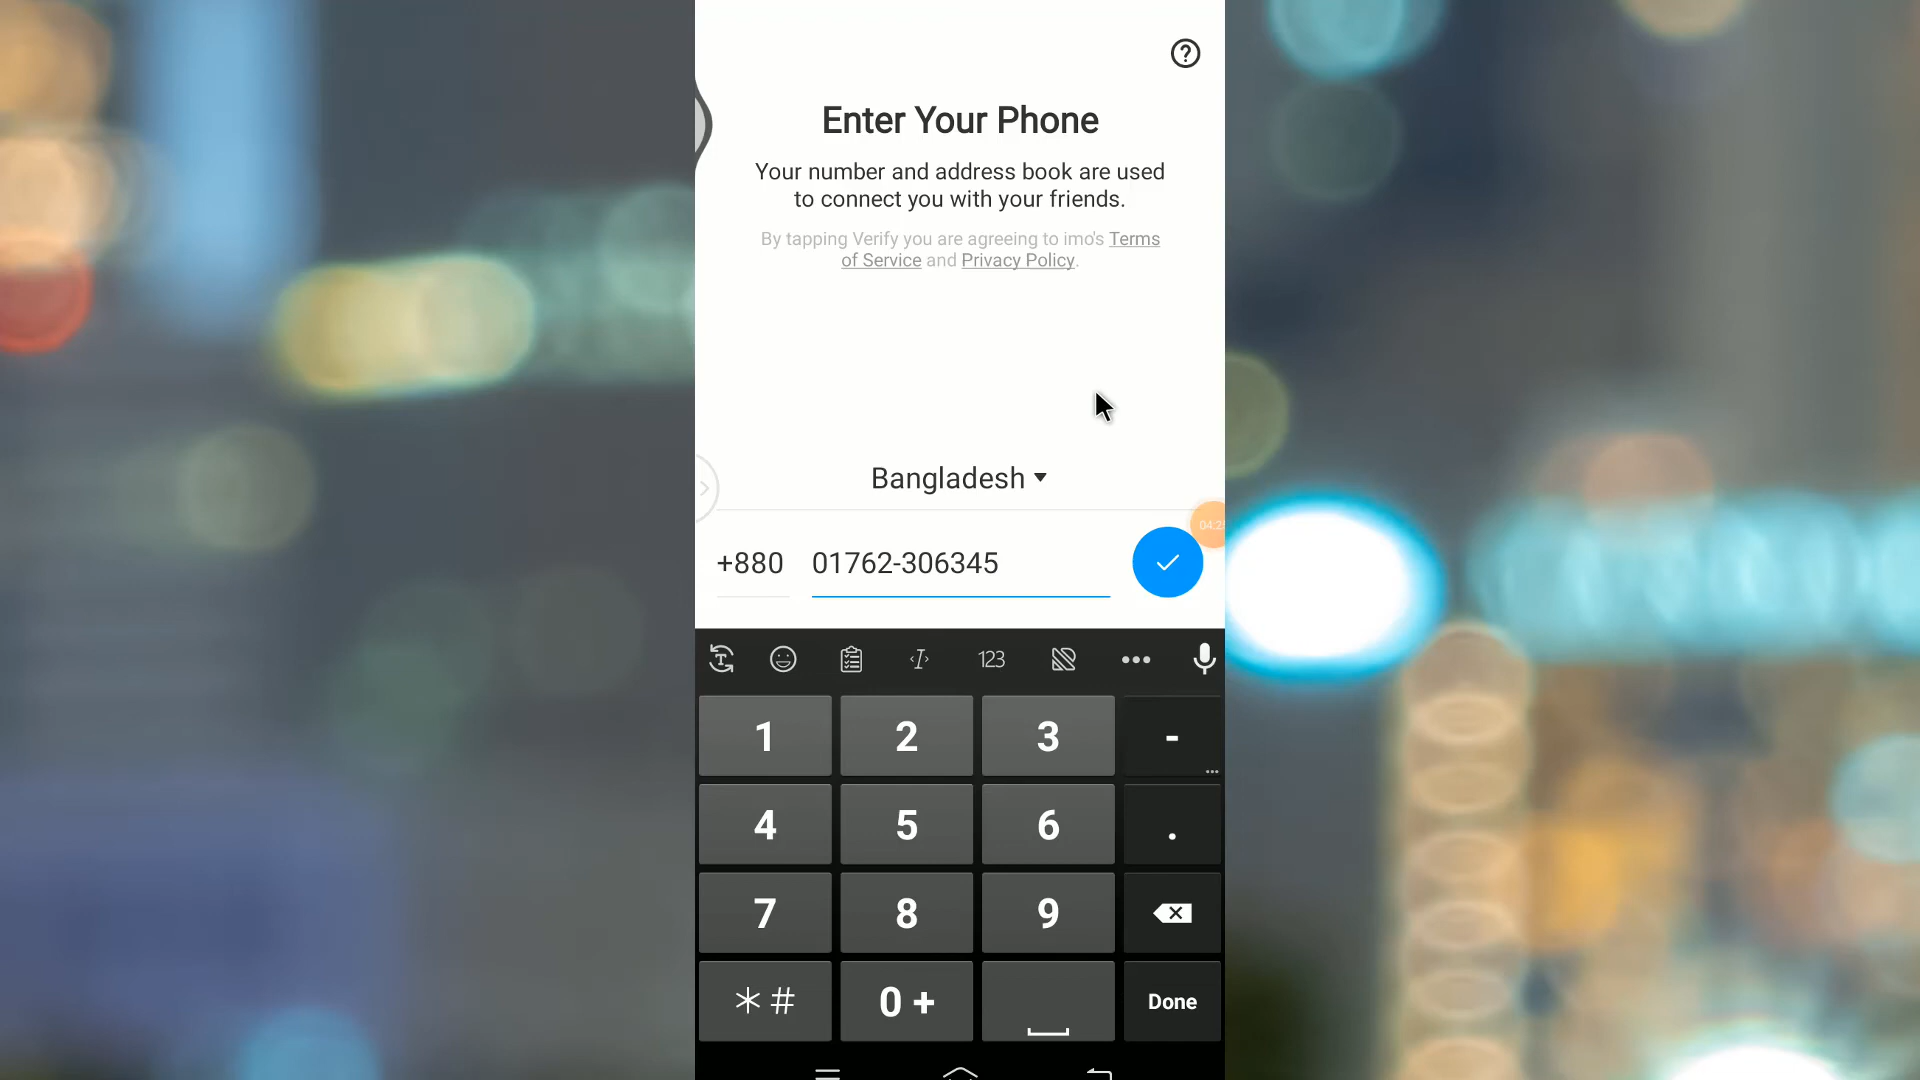 Enter Your Phone
Your number and address book are used
to connect you with your friends.
By tapping Verify you are agreeing to imo's Terms
of Service and Privacy Policy.
Bangladesh
+880 01762-306345
123
1 2 3 -
4 5 6 .
7 8 9
* # 0 + Done